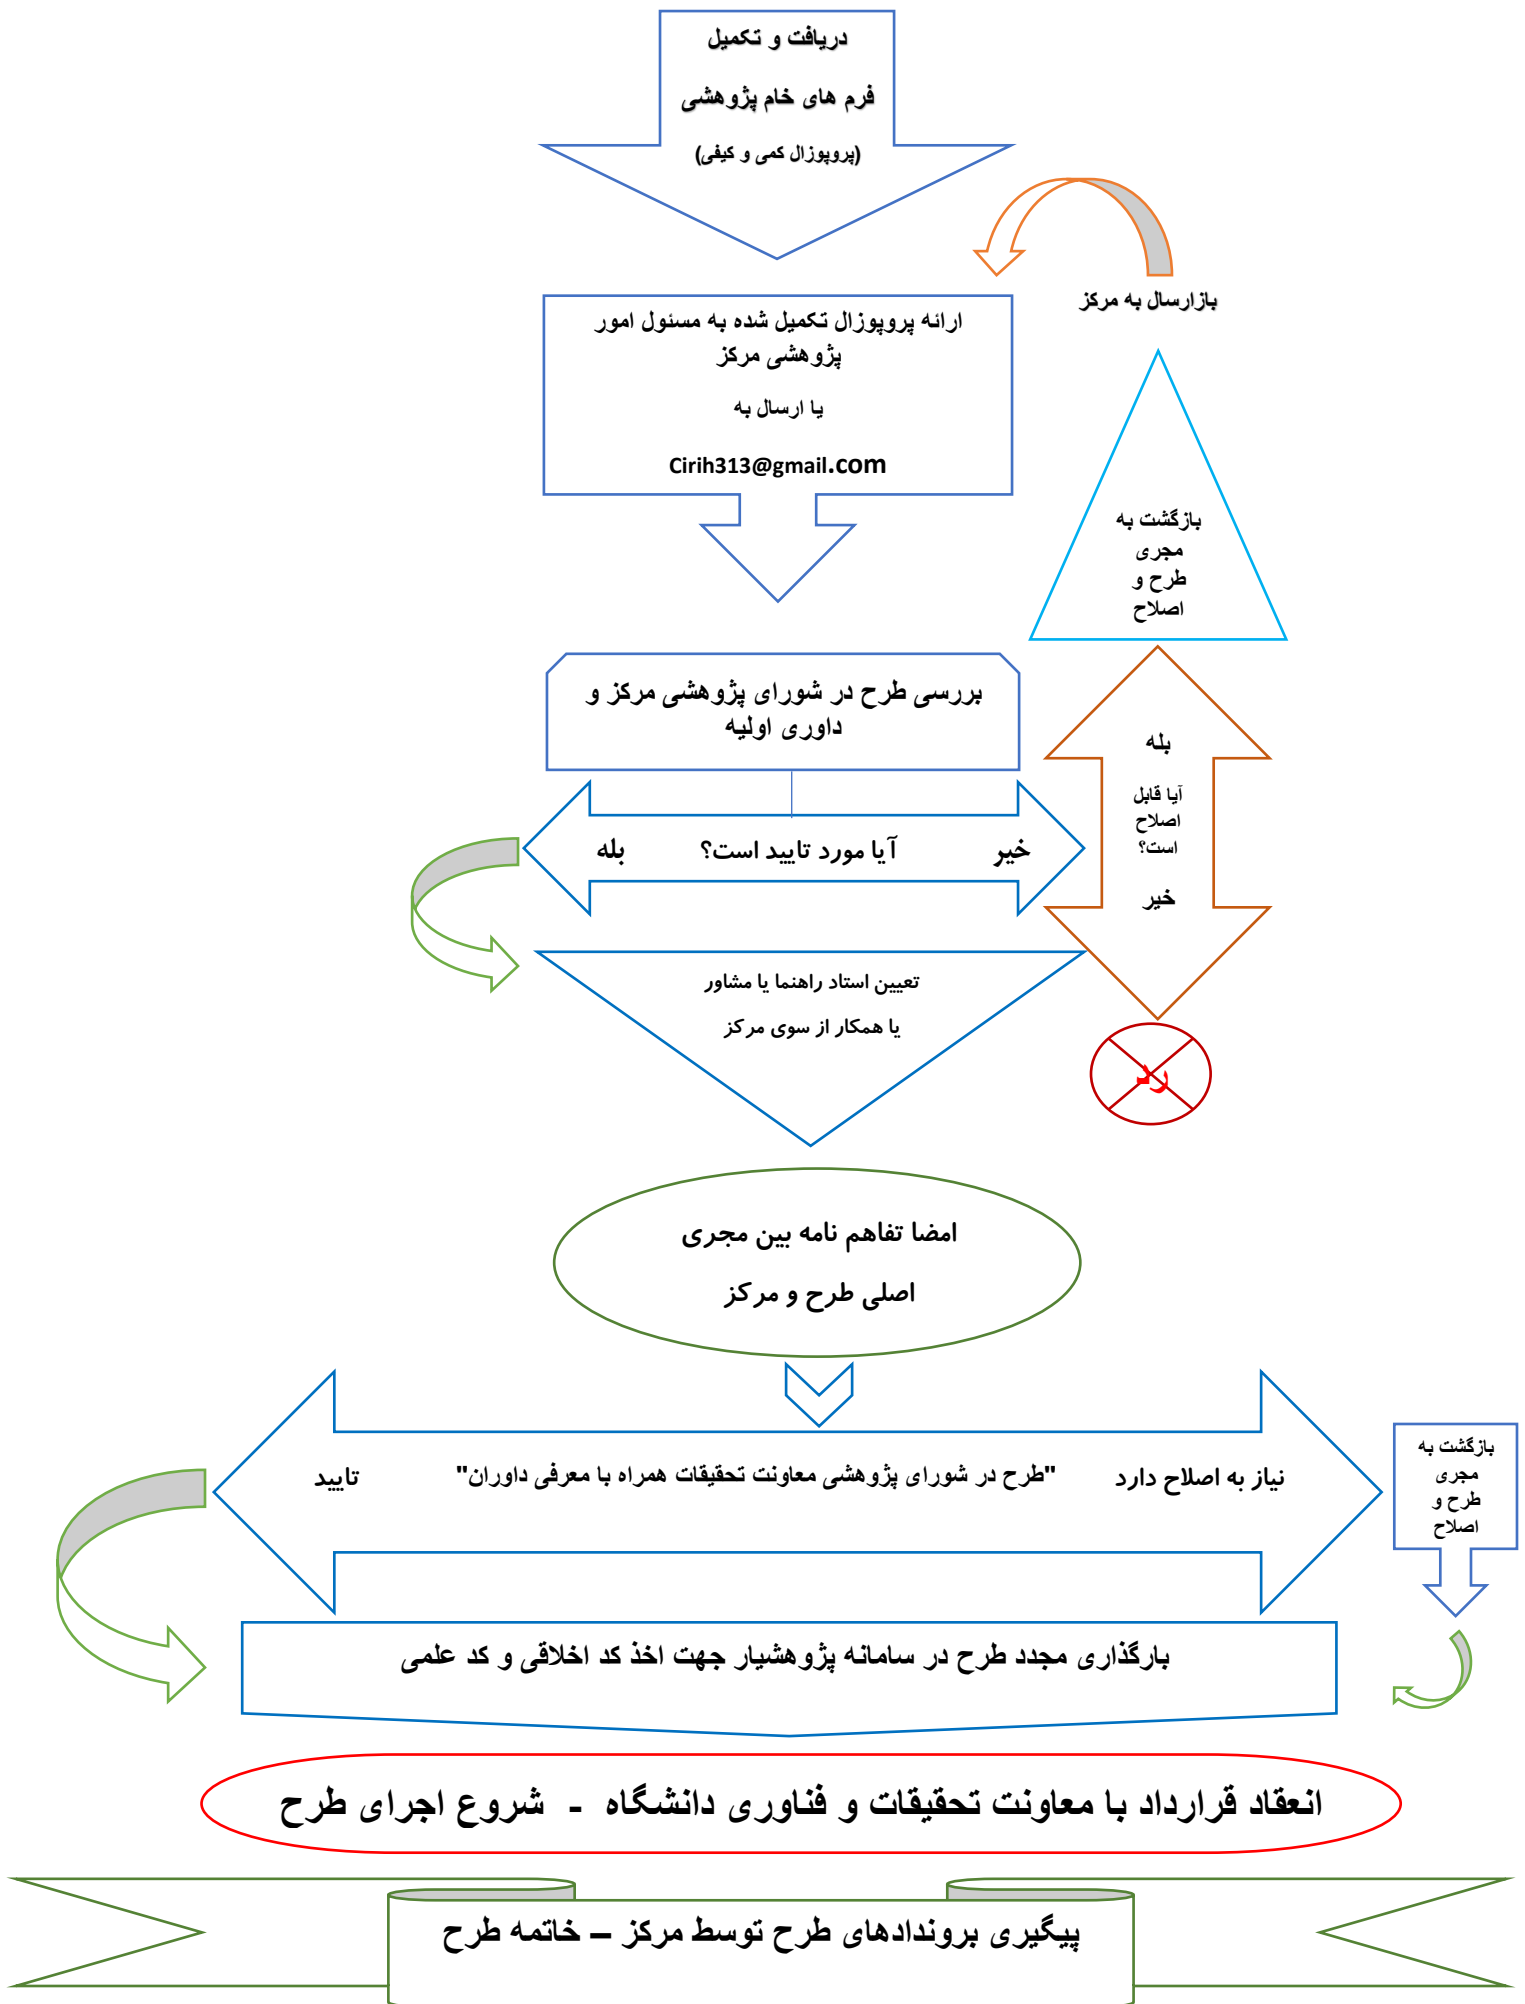 دریافت و تکمیل
فرم های خام پژوهشی
(پروپوزال کمی و کیفی)
بازارسال به مرکز
ارائه پروپوزال تکمیل شده به مسئول امور
پژوهشی مرکز
یا ارسال به
Cirih313@gmail.com
بازگشت به
مجری
طرح و
اصلاح
بررسی طرح در شورای پژوهشی مرکز و
داوری اولیه
بله
آیا قابل
اصلاح
است؟
خیر
خیر آیا مورد تایید است؟ بله
تعیین استاد راهنما یا مشاور
یا همکار از سوی مرکز
رد
امضا تفاهم نامه بین مجری
اصلی طرح و مرکز
نیاز به اصلاح دارد "طرح در شورای پژوهشی معاونت تحقیقات همراه با معرفی داوران" تایید
بازگشت به
مجری
طرح و
اصلاح
بارگذاری مجدد طرح در سامانه پژوهشیار جهت اخذ کد اخلاقی و کد علمی
انعقاد قرارداد با معاونت تحقیقات و فناوری دانشگاه - شروع اجرای طرح
پیگیری بروندادهای طرح توسط مرکز – خاتمه طرح